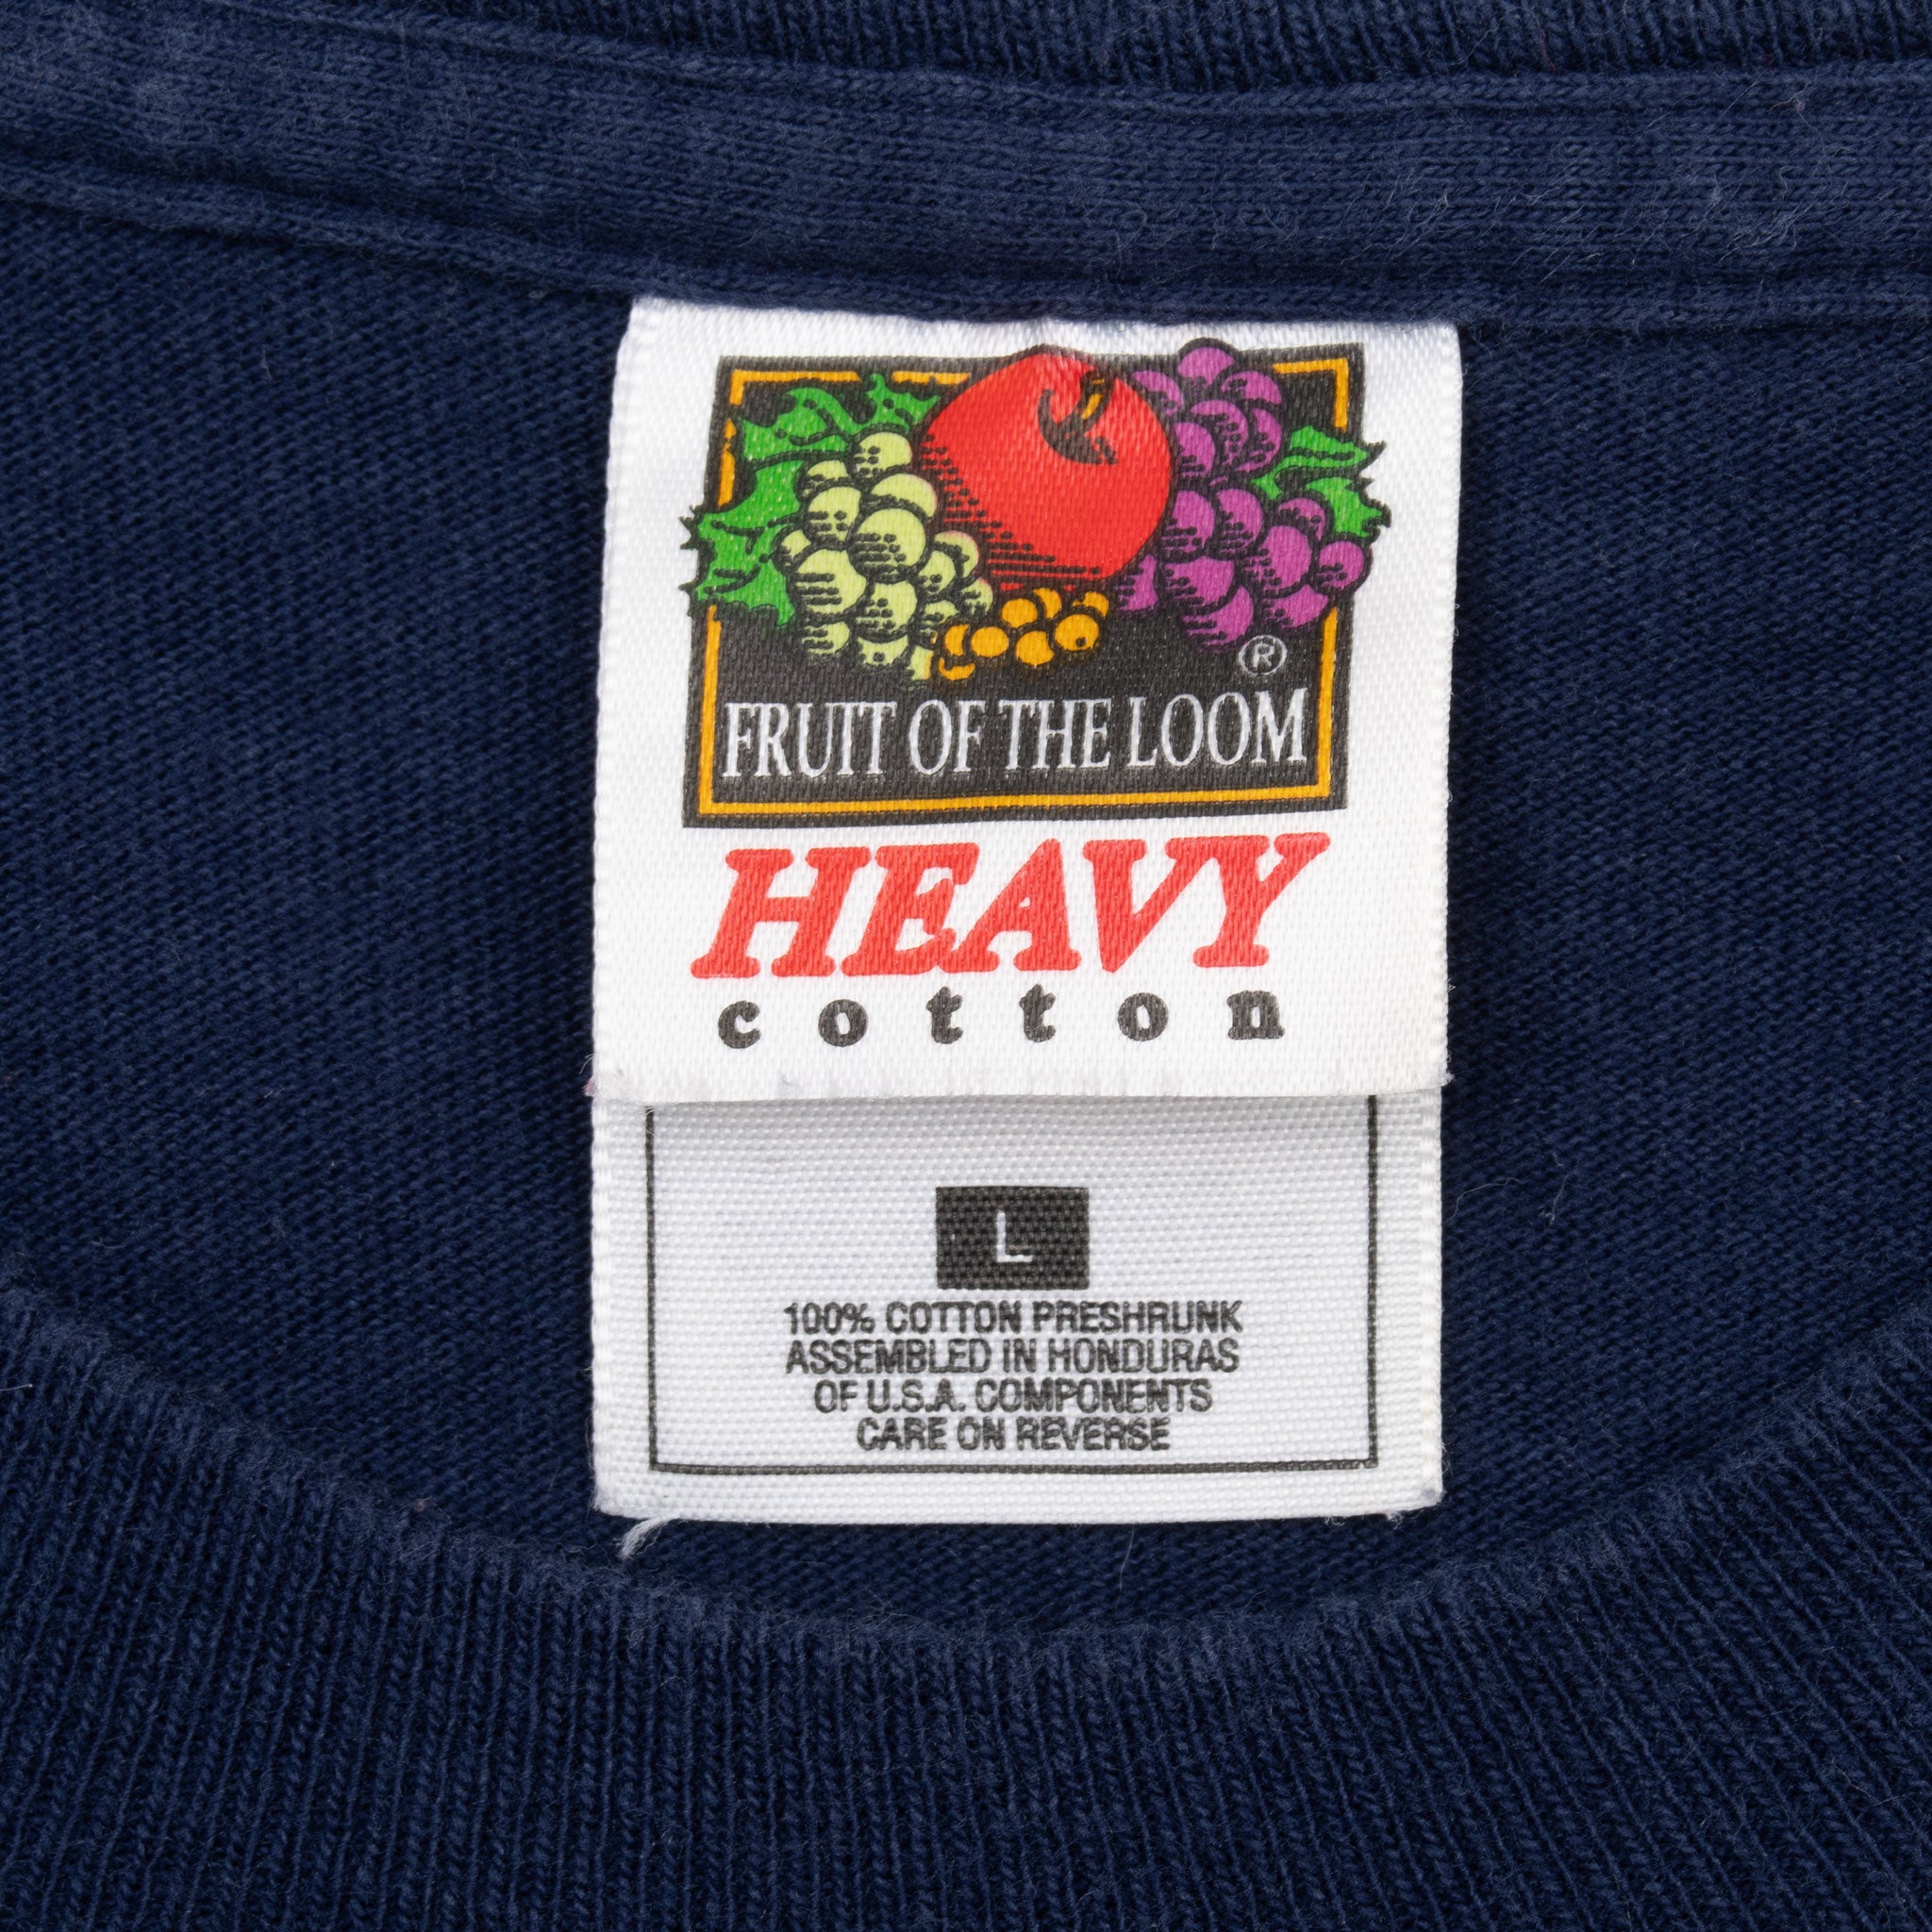 ®
FRUIT OF THE LOOM
HEAVY
cotton
L
100% COTTON PRESHRUNK
ASSEMBLED IN HONDURAS
OF U.S.A. COMPONENTS
CARE ON REVERSE